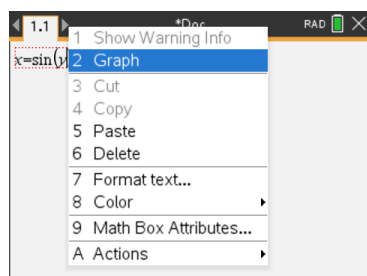 1.1 *Doc RAD
x=sin(y
1 Show Warning Info
2 Graph
3 Cut
4 Copy
5 Paste
6 Delete
7 Format text...
8 Color
9 Math Box Attributes...
A Actions